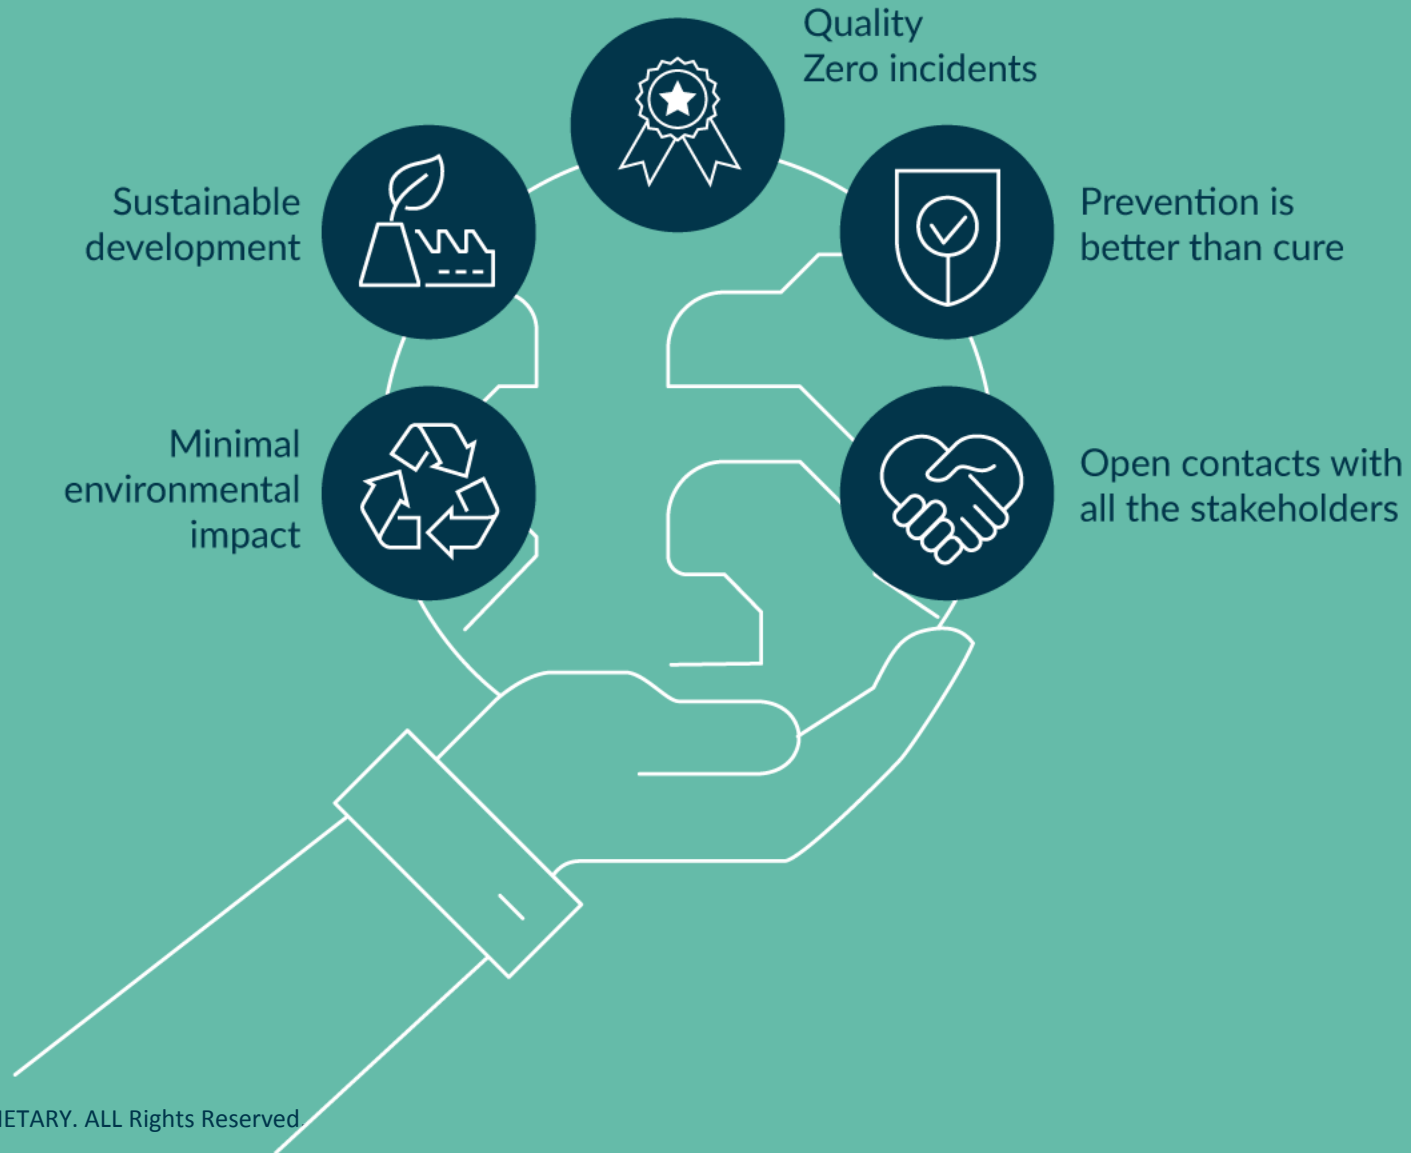 Quality
Zero incidents
Sustainable
development
Prevention is
better than cure
Minimal
environmental
impact
Open contacts with
all the stakeholders
ETARY. ALL Rights Reserved.